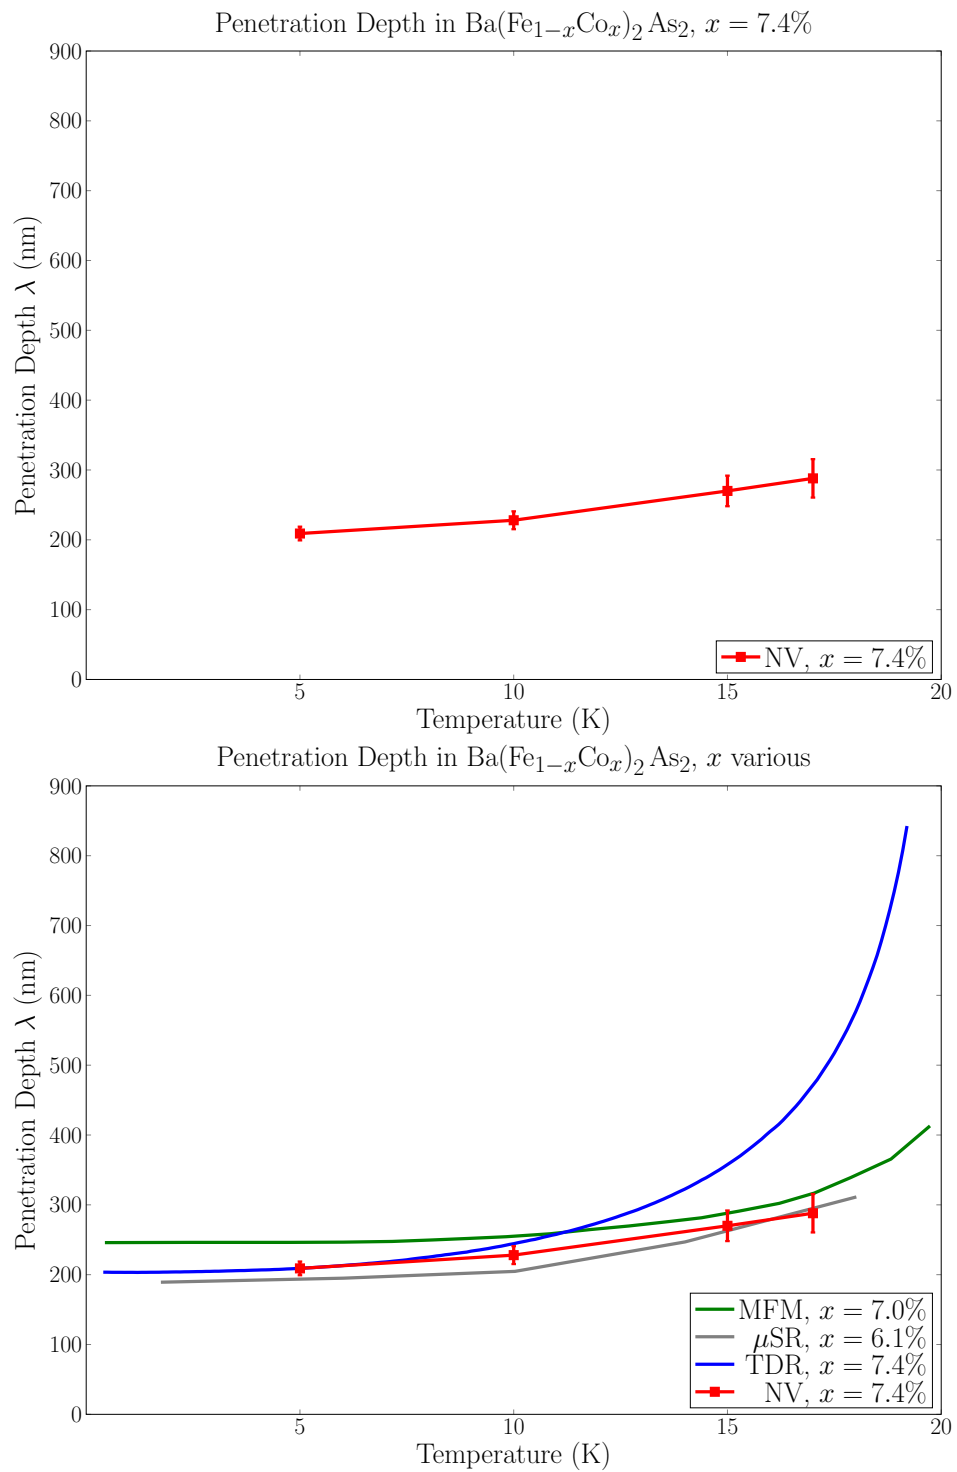 Penetration Depth in Ba(Fe₁₋ₓCoₓ)₂As₂, x = 7.4%
900
800
700
600
500
400
300
200
100
0
Penetration Depth λ (nm)
NV, x = 7.4%
5 10 15 20
Temperature (K)
Penetration Depth in Ba(Fe₁₋ₓCoₓ)₂As₂, x various
900
800
700
600
500
400
300
200
100
0
Penetration Depth λ (nm)
MFM, x = 7.0%
μSR, x = 6.1%
TDR, x = 7.4%
NV, x = 7.4%
5 10 15 20
Temperature (K)